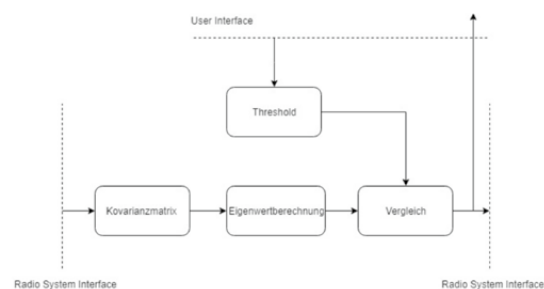 User Interface
Threshold
Kovarianzmatrix
Eigenwertberechnung
Vergleich
Radio System Interface
Radio System Interface